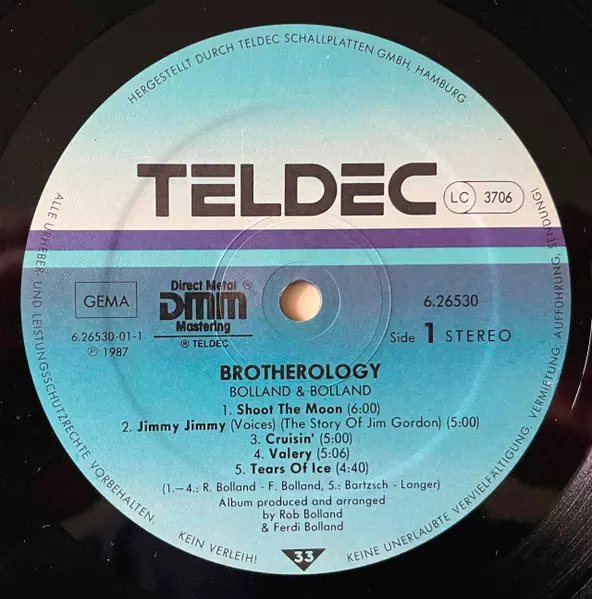 HERGESTELLT DURCH TELDEC SCHALLPLATTEN GMBH, HAMBURG
TELDEC
LC 3706
GEMA
Direct Metal ®
DMM
Mastering
® TELDEC
6.26530-01-1
℗ 1987
6.26530
Side 1 STEREO
BROTHEROLOGY
BOLLAND & BOLLAND
1. Shoot The Moon (6:00)
2. Jimmy Jimmy (Voices) (The Story Of Jim Gordon) (5:00)
3. Cruisin' (5:00)
4. Valery (5:06)
5. Tears Of Ice (4:40)
(1.–4.: R. Bolland - F. Bolland, 5.: Bartzsch - Langer)
Album produced and arranged
by Rob Bolland
& Ferdi Bolland
33
ALLE URHEBER- UND LEISTUNGSSCHUTZRECHTE VORBEHALTEN.
KEIN VERLEIH!
KEINE UNERLAUBTE VERVIELFÄLTIGUNG, VERMIETUNG, AUFFÜHRUNG, SENDUNG!